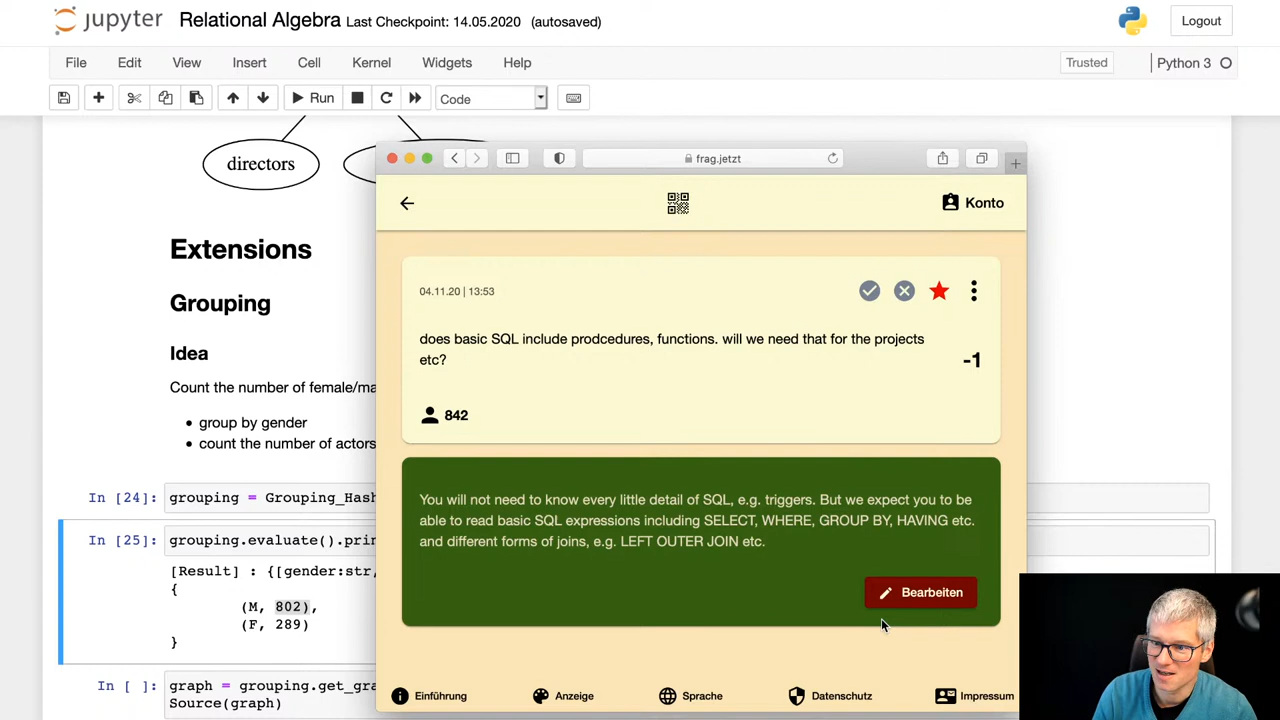 jupyter Relational Algebra Last Checkpoint: 14.05.2020 (autosaved)
Logout
File Edit View Insert Cell Kernel Widgets Help
Trusted
Python 3
Run
Code
directors
frag.jetzt
Konto
Extensions
Grouping
Idea
Count the number of female/ma
group by gender
count the number of actors
04.11.20 | 13:53
does basic SQL include prodcedures, functions. will we need that for the projects
etc?
-1
842
You will not need to know every little detail of SQL, e.g. triggers. But we expect you to be
able to read basic SQL expressions including SELECT, WHERE, GROUP BY, HAVING etc.
and different forms of joins, e.g. LEFT OUTER JOIN etc.
Bearbeiten
In [24]: grouping = Grouping_Hash
In [25]: grouping.evaluate().prin
[Result] : {[gender:str,
{
(M, 802),
(F, 289)
}
In [ ]: graph = grouping.get_gra
Source(graph)
Einführung Anzeige Sprache Datenschutz Impressum